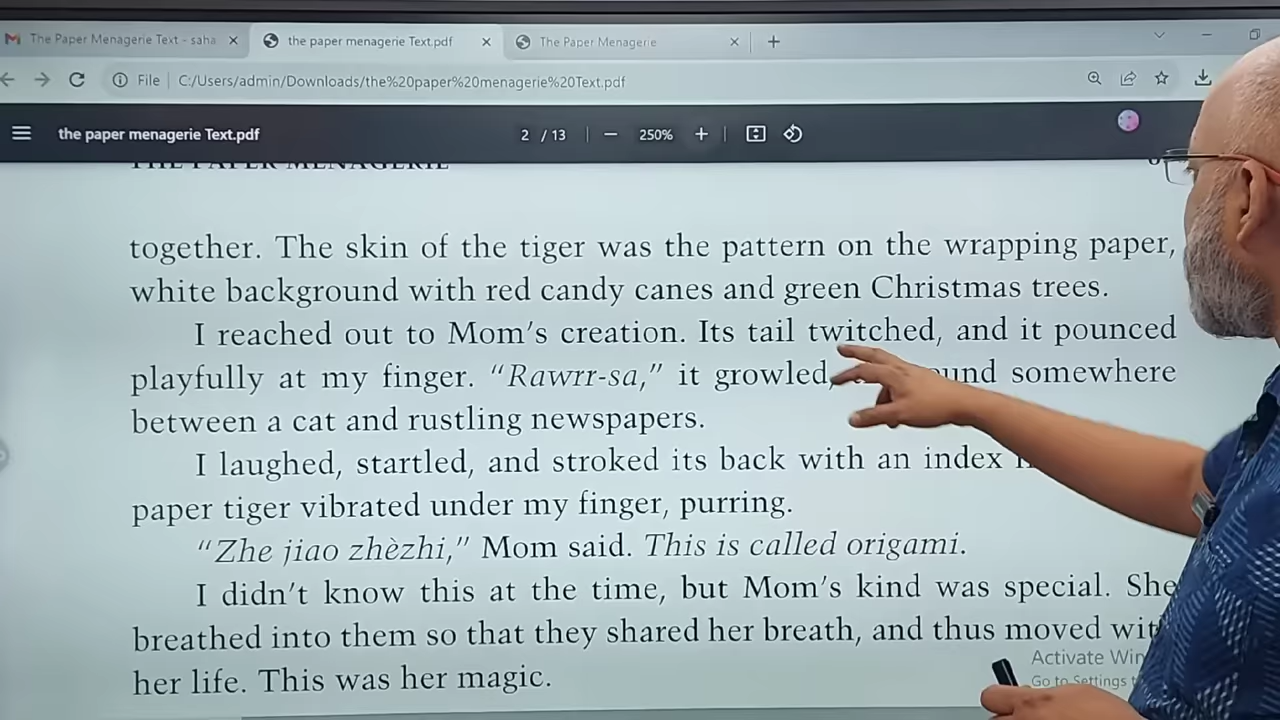 The Paper Menagerie Text - saha
the paper menagerie Text.pdf
The Paper Menagerie
File C:/Users/admin/Downloads/the%20paper%20menagerie%20Text.pdf
the paper menagerie Text.pdf 2 / 13 250%
THE PAPER MENAGERIE
together. The skin of the tiger was the pattern on the wrapping paper,
white background with red candy canes and green Christmas trees.
I reached out to Mom's creation. Its tail twitched, and it pounced
playfully at my finger. "Rawrr-sa," it growled, somewhere
between a cat and rustling newspapers.
I laughed, startled, and stroked its back with an index
paper tiger vibrated under my finger, purring.
"Zhe jiao zhèzhi," Mom said. This is called origami.
I didn't know this at the time, but Mom's kind was special. She
breathed into them so that they shared her breath, and thus moved wit
her life. This was her magic.
Activate Win
Go to Settings t